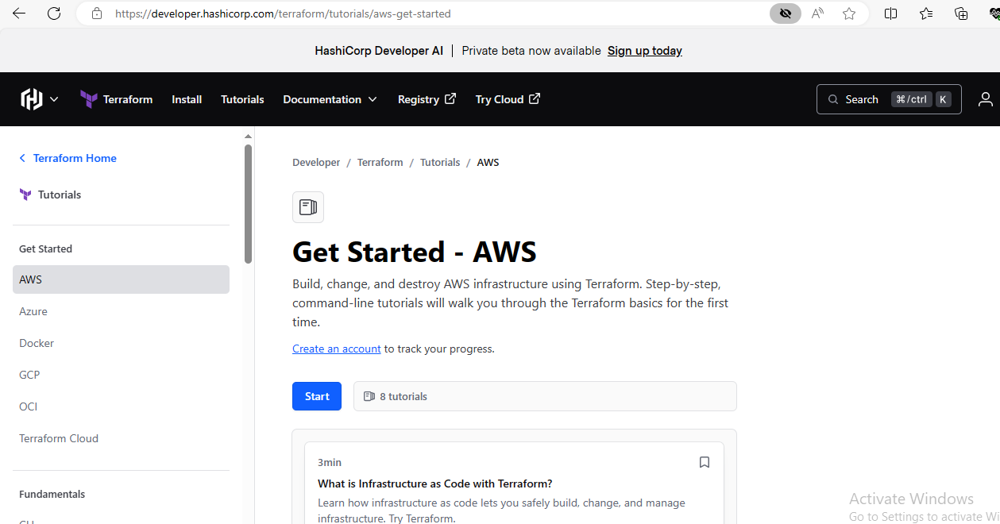 https://developer.hashicorp.com/terraform/tutorials/aws-get-started
HashiCorp Developer AI | Private beta now available Sign up today
Terraform Install Tutorials Documentation Registry Try Cloud Search ⌘/ctrl K
Terraform Home
Tutorials
Get Started
AWS
Azure
Docker
GCP
OCI
Terraform Cloud
Fundamentals
Developer / Terraform / Tutorials / AWS
Get Started - AWS
Build, change, and destroy AWS infrastructure using Terraform. Step-by-step,
command-line tutorials will walk you through the Terraform basics for the first
time.
Create an account to track your progress.
Start 8 tutorials
3min
What is Infrastructure as Code with Terraform?
Learn how infrastructure as code lets you safely build, change, and manage
infrastructure. Try Terraform.
Activate Windows
Go to Settings to activate Wi